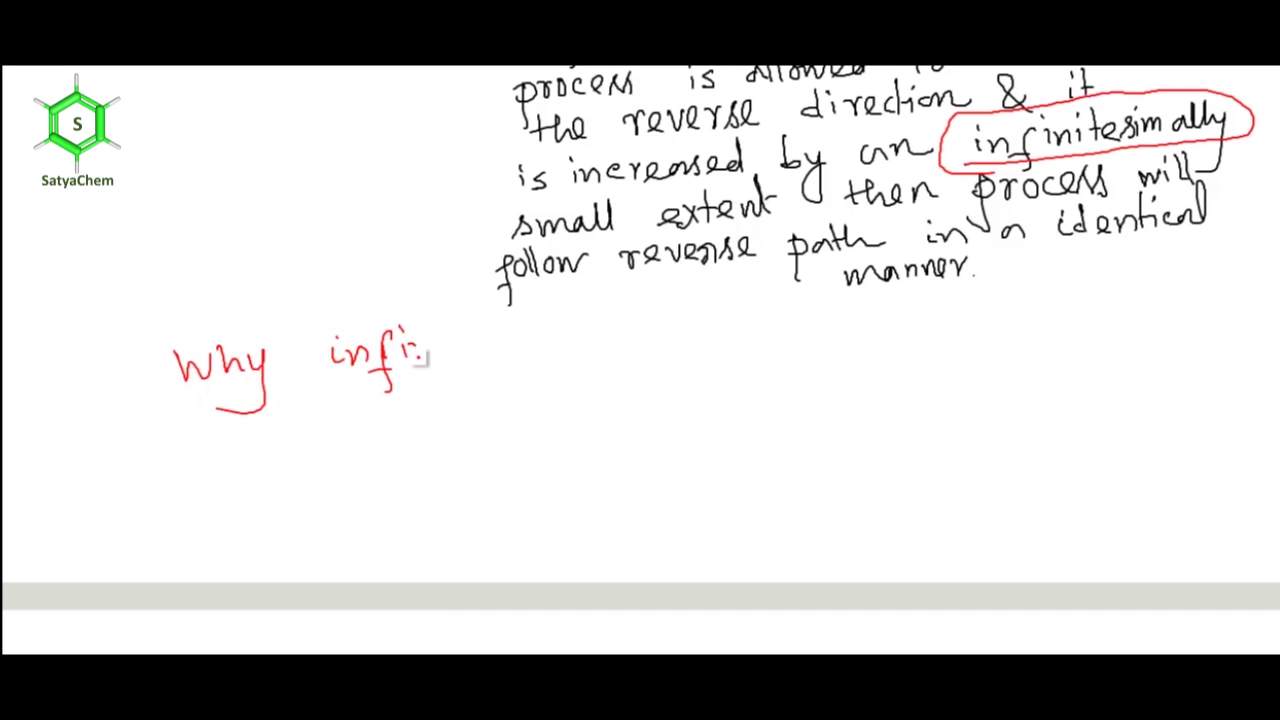 S
SatyaChem
process is allowed to
the reverse direction & it
is increased by an infinitesimally
small extent then process will
follow reverse path in a identical
manner.
Why infi